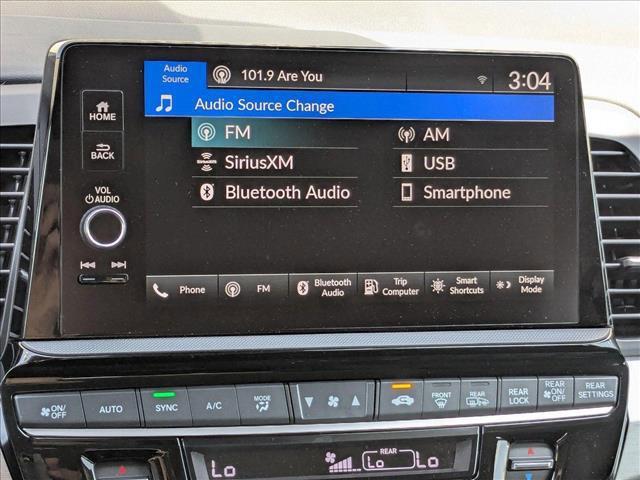 Audio
Source
101.9 Are You
3:04
Audio Source Change
HOME
BACK
VOL
AUDIO
FM
AM
SiriusXM
USB
Bluetooth Audio
Smartphone
Phone
FM
Bluetooth
Audio
Trip
Computer
Smart
Shortcuts
Display
Mode
ON/
OFF
AUTO
SYNC
A/C
MODE
FRONT
REAR
REAR
LOCK
REAR
ON/OFF
REAR
SETTINGS
Lo
REAR
Lo
Lo